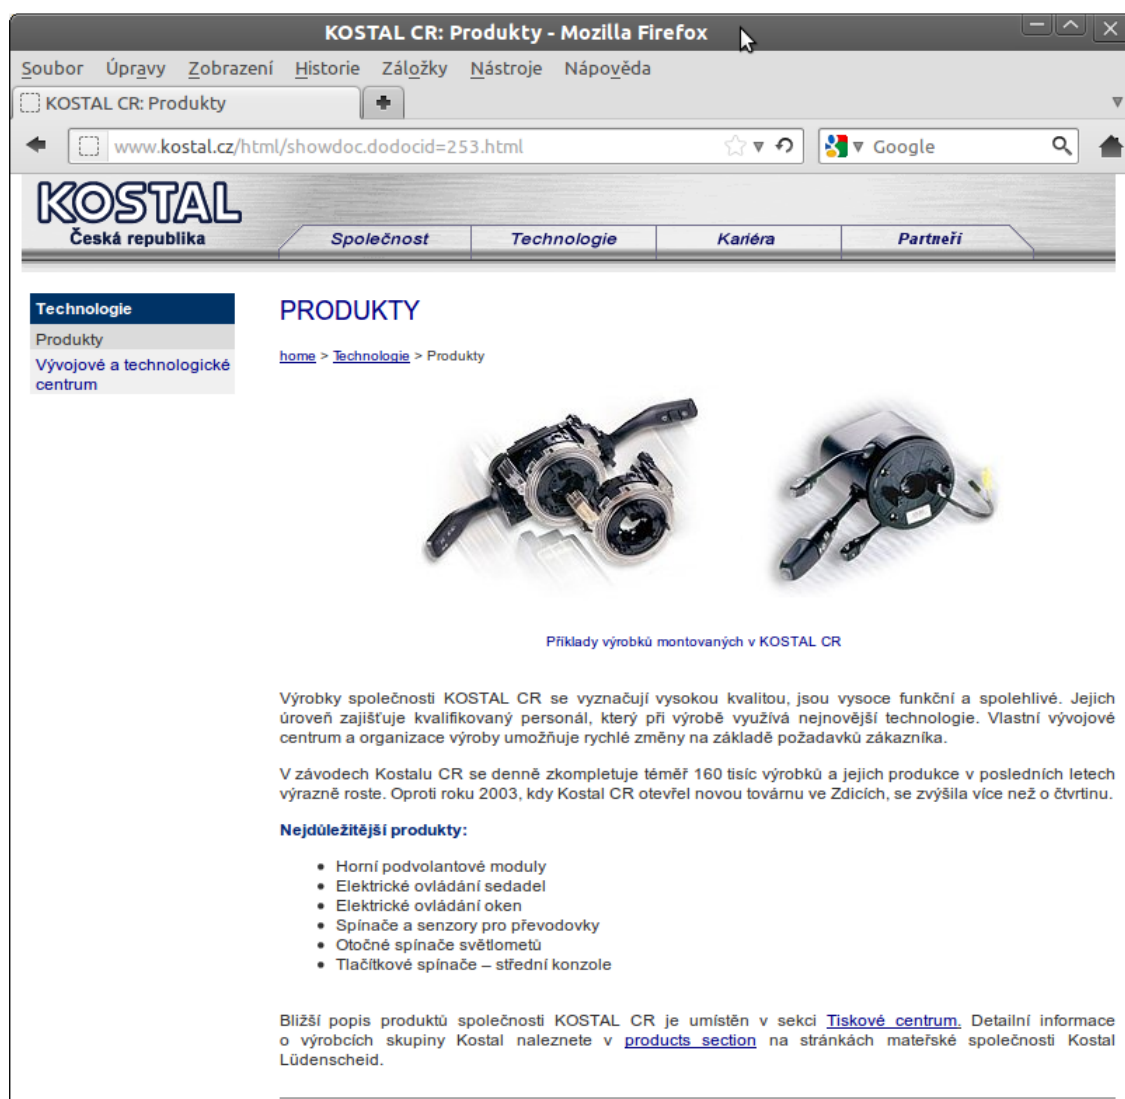 KOSTAL CR: Produkty - Mozilla Firefox
Soubor Úpravy Zobrazení Historie Záložky Nástroje Nápověda
KOSTAL CR: Produkty
www.kostal.cz/html/showdoc.dodocid=253.html
Google
KOSTAL
Česká republika
Společnost
Technologie
Kariéra
Partneři
Technologie
Produkty
Vývojové a technologické
centrum
PRODUKTY
home > Technologie > Produkty
Příklady výrobků montovaných v KOSTAL CR
Výrobky společnosti KOSTAL CR se vyznačují vysokou kvalitou, jsou vysoce funkční a spolehlivé. Jejich
úroveň zajišťuje kvalifikovaný personál, který při výrobě využívá nejnovější technologie. Vlastní vývojové
centrum a organizace výroby umožňuje rychlé změny na základě požadavků zákazníka.
V závodech Kostalu CR se denně zkompletuje téměř 160 tisíc výrobků a jejich produkce v posledních letech
výrazně roste. Oproti roku 2003, kdy Kostal CR otevřel novou továrnu ve Zdicích, se zvýšila více než o čtvrtinu.
Nejdůležitější produkty:
• Horní podvolantové moduly
• Elektrické ovládání sedadel
• Elektrické ovládání oken
• Spínače a senzory pro převodovky
• Otočné spínače světlometů
• Tlačítkové spínače – střední konzole
Bližší popis produktů společnosti KOSTAL CR je umístěn v sekci Tiskové centrum. Detailní informace
o výrobcích skupiny Kostal naleznete v products section na stránkách mateřské společnosti Kostal
Lüdenscheid.